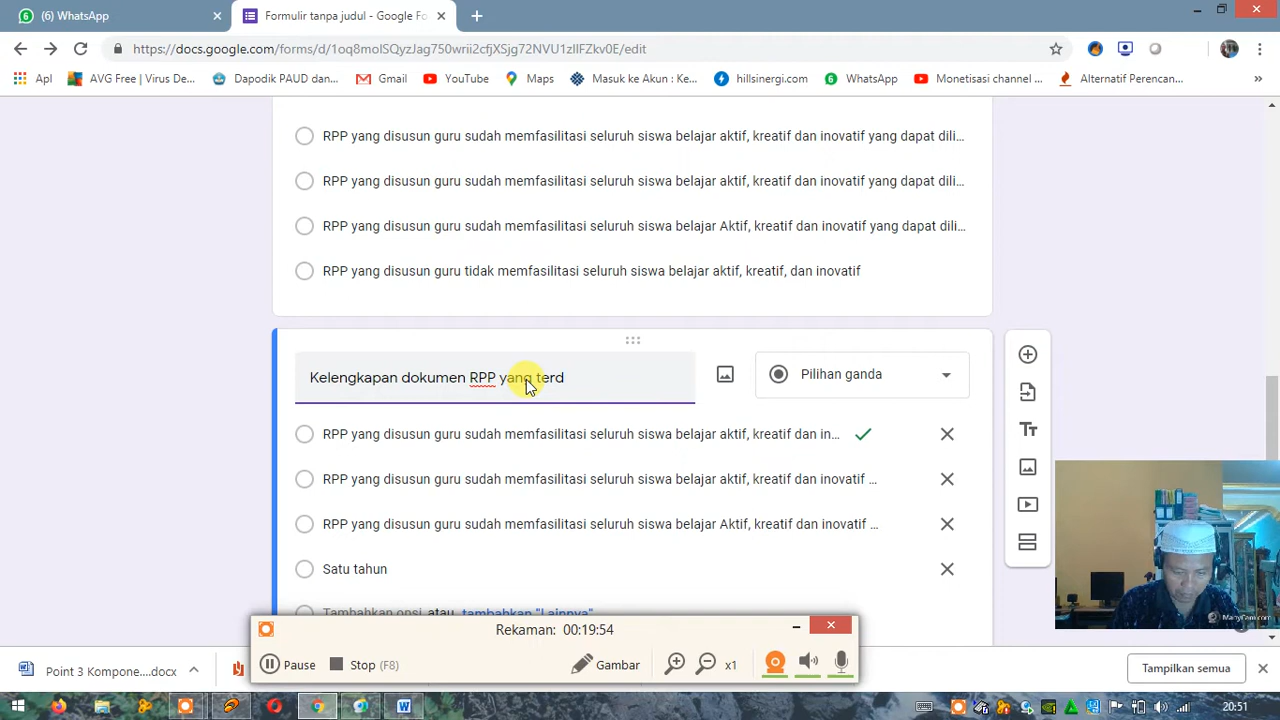 (6) WhatsApp
Formulir tanpa judul - Google Fo
https://docs.google.com/forms/d/1oq8molSQyzJag750wrii2cfjXSjg72NVU1zIlFZkv0E/edit
Apl
AVG Free | Virus De...
Dapodik PAUD dan...
Gmail
YouTube
Maps
Masuk ke Akun : Ke...
hillsinergi.com
WhatsApp
Monetisasi channel ...
Alternatif Perencan...
»
RPP yang disusun guru sudah memfasilitasi seluruh siswa belajar aktif, kreatif dan inovatif yang dapat dili...
RPP yang disusun guru sudah memfasilitasi seluruh siswa belajar aktif, kreatif dan inovatif yang dapat dili...
RPP yang disusun guru sudah memfasilitasi seluruh siswa belajar Aktif, kreatif dan inovatif yang dapat dili...
RPP yang disusun guru tidak memfasilitasi seluruh siswa belajar aktif, kreatif, dan inovatif
Kelengkapan dokumen RPP yang terd
Pilihan ganda
RPP yang disusun guru sudah memfasilitasi seluruh siswa belajar aktif, kreatif dan in...
RPP yang disusun guru sudah memfasilitasi seluruh siswa belajar aktif, kreatif dan inovatif ...
RPP yang disusun guru sudah memfasilitasi seluruh siswa belajar Aktif, kreatif dan inovatif ...
Satu tahun
Tambahkan opsi atau tambahkan "Lainnya"
Tr
ManyCam.com
Rekaman: 00:19:54
Pause
Stop (F8)
Gambar
x1
Point 3 Kompone....docx
Tampilkan semua
20:51